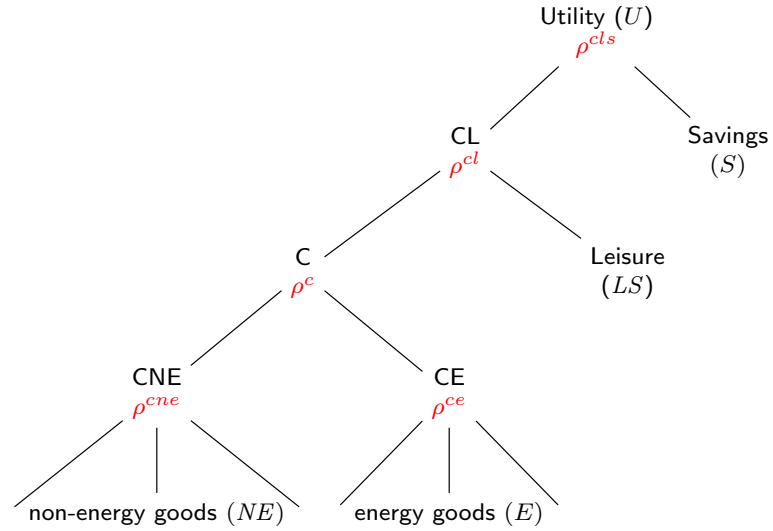 Utility (U)
ρ^cls
CL
ρ^cl
Savings
(S)
C
ρ^c
Leisure
(LS)
CNE
ρ^cne
CE
ρ^ce
non-energy goods (NE)
energy goods (E)